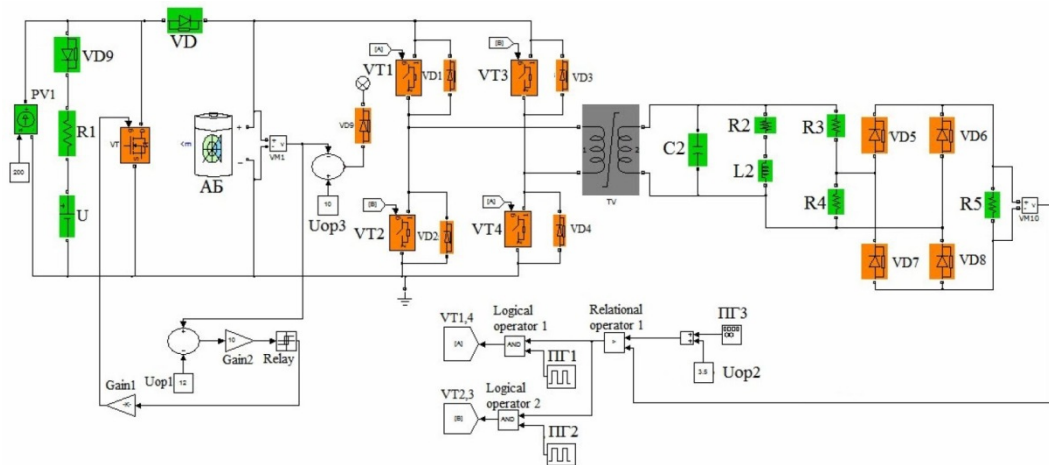 VD
VD9
PV1
200
R1
VT
U
АБ
+
-
VM1
10
Uop3
VD9
[A]
VT1
VD1
[B]
VT3
VD3
[B]
VT2
VD2
[A]
VT4
VD4
1
2
TV
C2
R2
L2
R3
R4
VD5
VD6
VD7
VD8
R5
VM10
Uop1
12
10
Gain2
Relay
Gain1
-K-
VT1,4
[A]
Logical
operator 1
AND
ПГ1
Relational
operator 1
>
ПГ3
3.5
Uop2
VT2,3
[B]
Logical
operator 2
AND
ПГ2